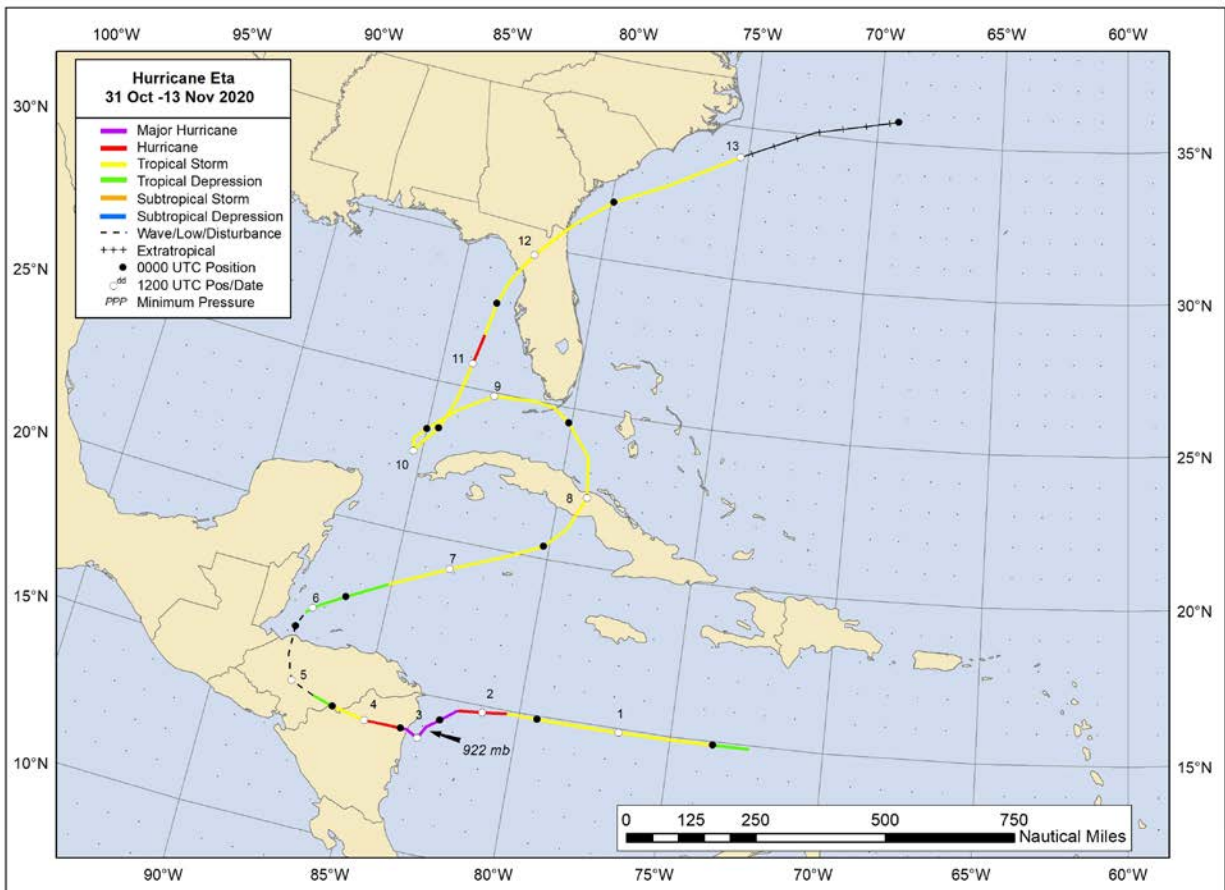 100°W 95°W 90°W 85°W 80°W 75°W 70°W 65°W 60°W
Hurricane Eta
31 Oct -13 Nov 2020
Major Hurricane
Hurricane
Tropical Storm
Tropical Depression
Subtropical Storm
Subtropical Depression
Wave/Low/Disturbance
Extratropical
0000 UTC Position
dd 1200 UTC Pos/Date
PPP Minimum Pressure
30°N
25°N
20°N
15°N
10°N
35°N
30°N
25°N
20°N
15°N
13
12
11
9
10
8
7
6
5
4
3
2
1
922 mb
0 125 250 500 750
Nautical Miles
90°W 85°W 80°W 75°W 70°W 65°W 60°W